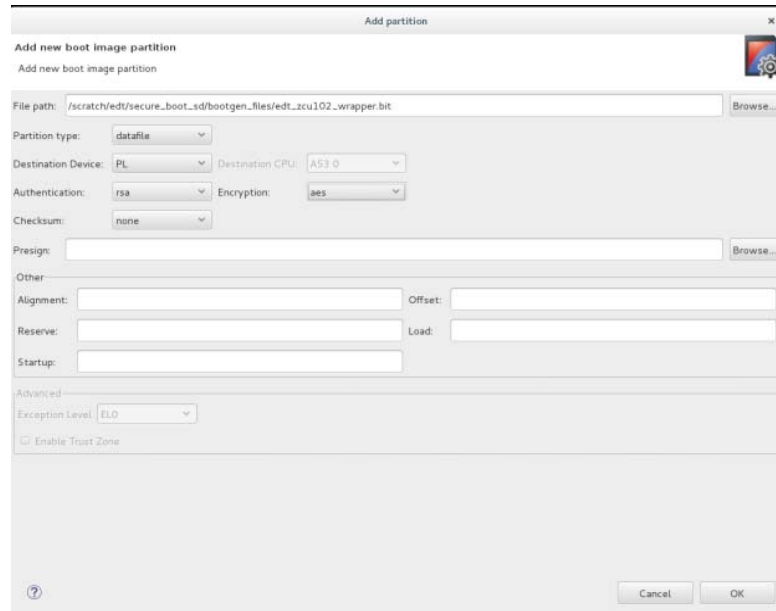 Add partition
Add new boot image partition
Add new boot image partition
File path: /scratch/edt/secure_boot_sd/bootgen_files/edt_zcu102_wrapper.bit Browse...
Partition type: datafile
Destination Device: PL Destination CPU: A53 0
Authentication: rsa Encryption: aes
Checksum: none
Presign: Browse...
Other
Alignment: Offset:
Reserve: Load:
Startup:
Advanced
Exception Level EL0
Enable Trust Zone
Cancel OK